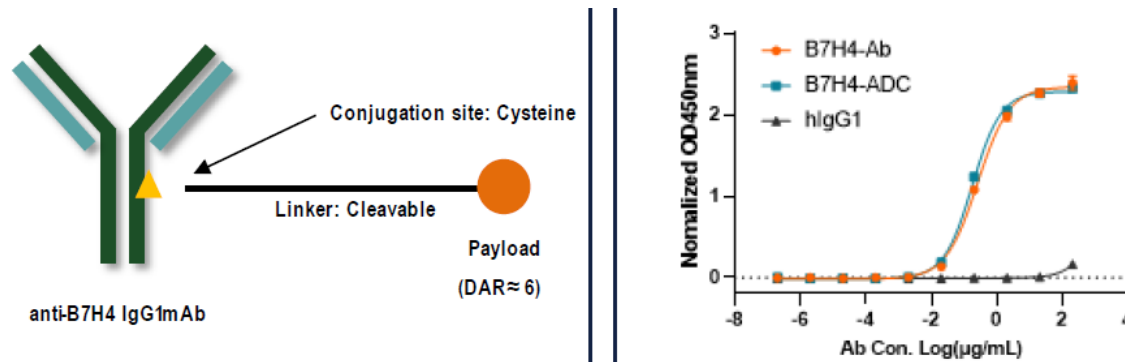 Conjugation site: Cysteine
Linker: Cleavable
Payload
(DAR≈ 6)
anti-B7H4 IgG1mAb
Nomalized OD450nm
3
2
1
0
B7H4-Ab
B7H4-ADC
hIgG1
-8 -6 -4 -2 0 2 4
Ab Con. Log(μg/mL)